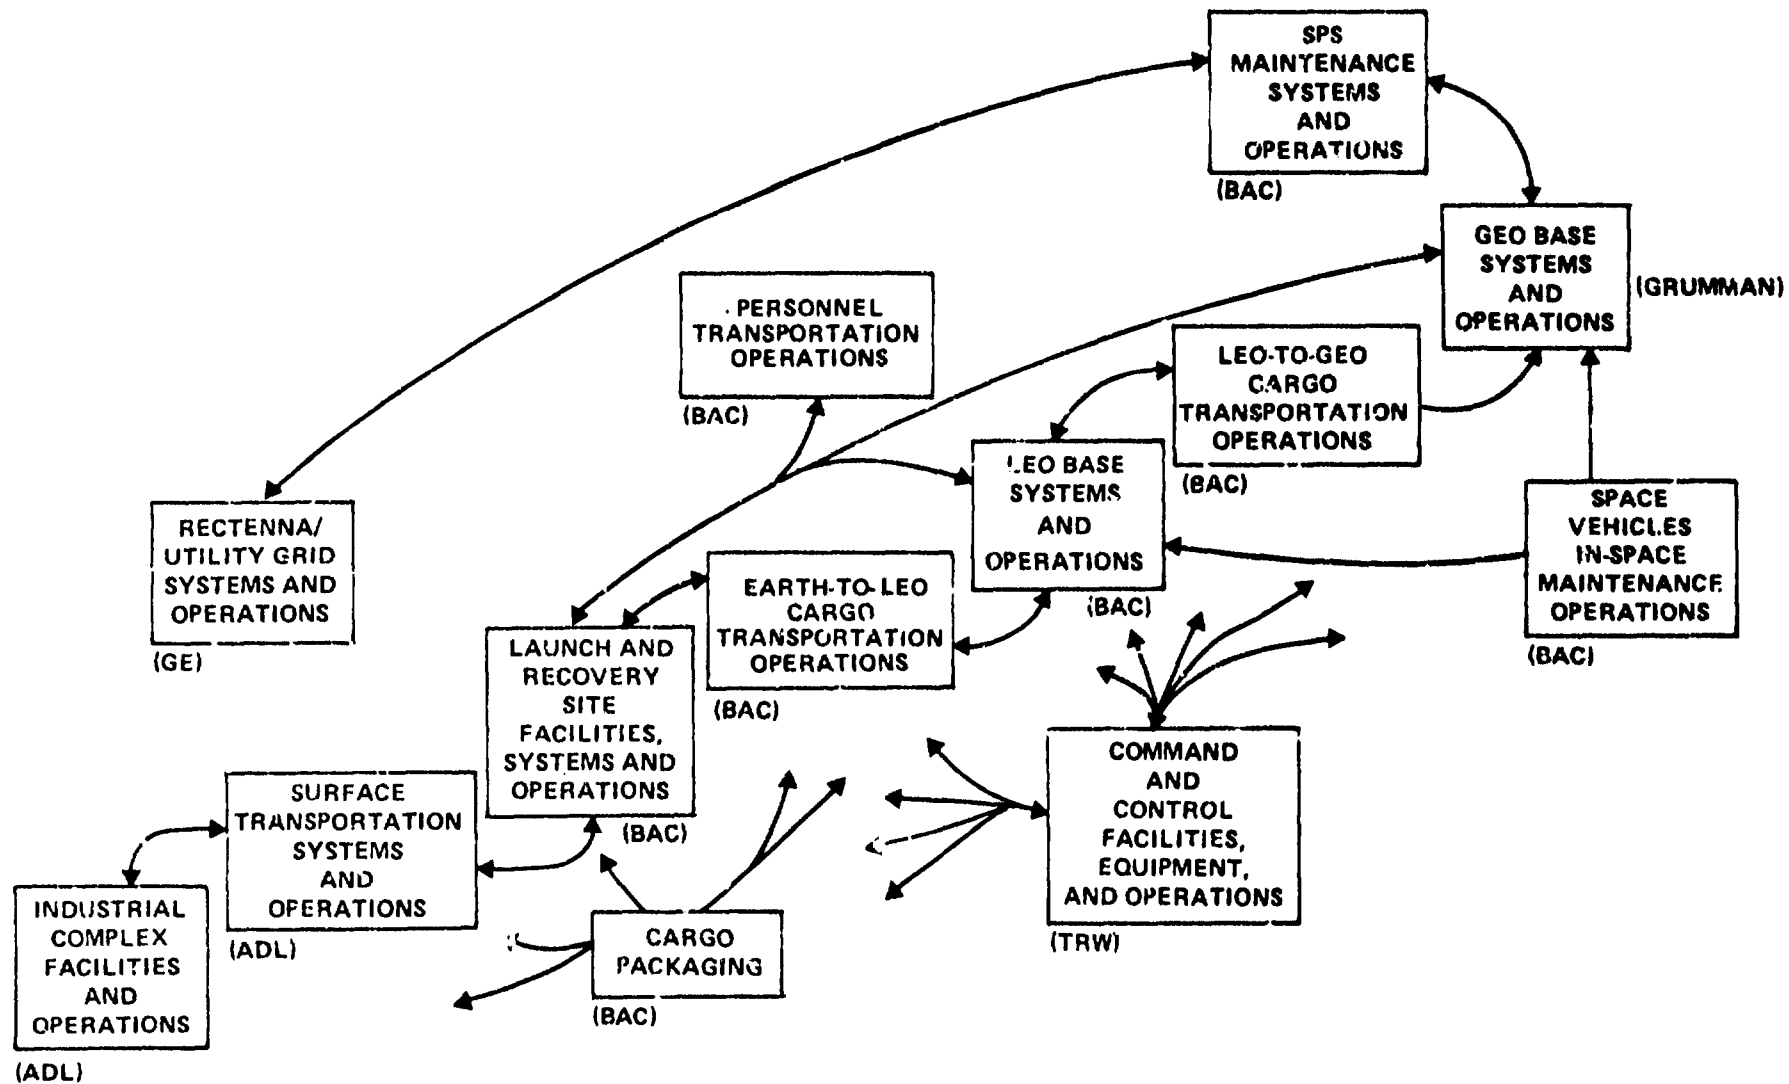 SPS
MAINTENANCE
SYSTEMS
AND
OPERATIONS
(BAC)
GEO BASE
SYSTEMS
AND
OPERATIONS
(GRUMMAN)
PERSONNEL
TRANSPORTATION
OPERATIONS
(BAC)
LEO-TO-GEO
CARGO
TRANSPORTATION
OPERATIONS
(BAC)
LEO BASE
SYSTEMS
AND
OPERATIONS
(BAC)
SPACE
VEHICLES
IN-SPACE
MAINTENANCE
OPERATIONS
(BAC)
RECTENNA/
UTILITY GRID
SYSTEMS AND
OPERATIONS
(GE)
EARTH-TO-LEO
CARGO
TRANSPORTATION
OPERATIONS
(BAC)
LAUNCH AND
RECOVERY
SITE
FACILITIES,
SYSTEMS AND
OPERATIONS
(BAC)
COMMAND
AND
CONTROL
FACILITIES,
EQUIPMENT,
AND OPERATIONS
(TRW)
SURFACE
TRANSPORTATION
SYSTEMS
AND
OPERATIONS
(ADL)
INDUSTRIAL
COMPLEX
FACILITIES
AND
OPERATIONS
(ADL)
CARGO
PACKAGING
(BAC)